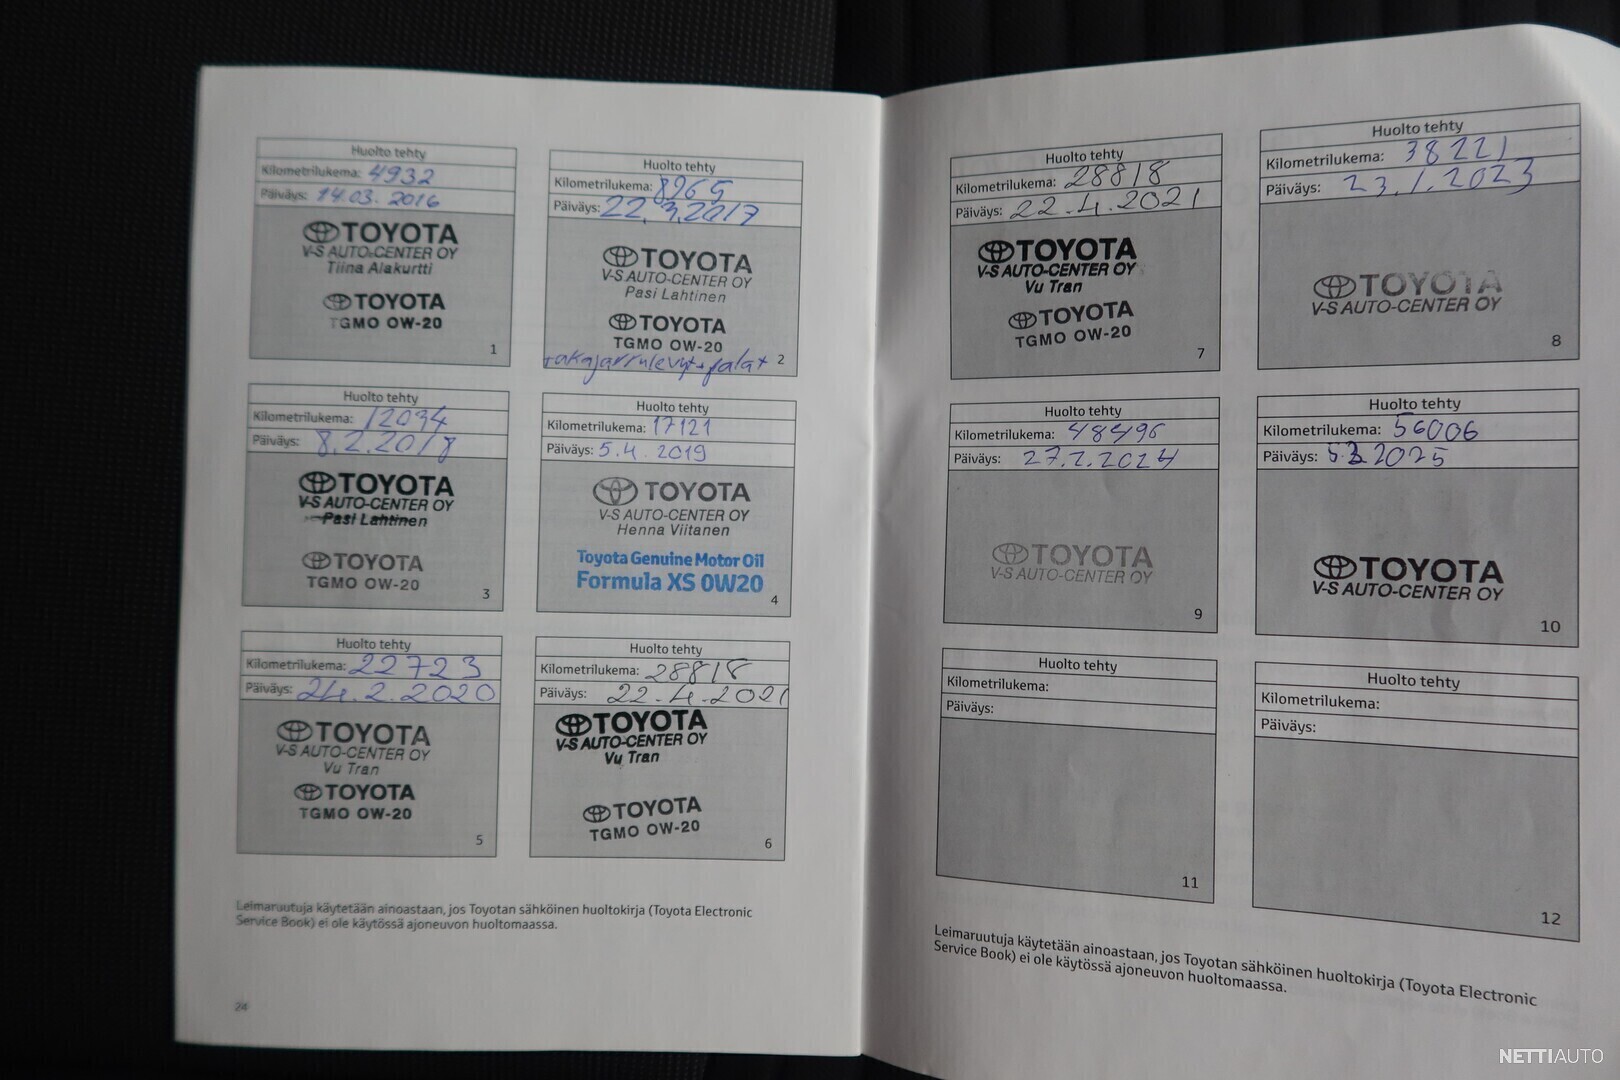 Huolto tehty
Kilometrilukema: 4932
Päiväys: 14.03.2016
TOYOTA
V-S AUTO-CENTER OY
Tiina Alakurtti
TOYOTA
TGMO OW-20
1
Huolto tehty
Kilometrilukema: 8265
Päiväys: 22.3.2017
TOYOTA
V-S AUTO-CENTER OY
Pasi Lahtinen
TOYOTA
TGMO OW-20
takajarrulevyt+palat
2
Huolto tehty
Kilometrilukema: 12034
Päiväys: 8.2.2018
TOYOTA
V-S AUTO-CENTER OY
Pasi Lahtinen
TOYOTA
TGMO OW-20
3
Huolto tehty
Kilometrilukema: 17121
Päiväys: 5.4.2019
TOYOTA
V-S AUTO-CENTER OY
Henna Viitanen
Toyota Genuine Motor Oil
Formula XS 0W20
4
Huolto tehty
Kilometrilukema: 22723
Päiväys: 24.2.2020
TOYOTA
V-S AUTO-CENTER OY
Vu Tran
TOYOTA
TGMO OW-20
5
Huolto tehty
Kilometrilukema: 28818
Päiväys: 22.4.2021
TOYOTA
V-S AUTO-CENTER OY
Vu Tran
TOYOTA
TGMO OW-20
6
Leimaruutuja käytetään ainoastaan, jos Toyotan sähköinen huoltokirja (Toyota Electronic
Service Book) ei ole käytössä ajoneuvon huoltomaassa.
24
Huolto tehty
Kilometrilukema: 28818
Päiväys: 22.4.2021
TOYOTA
V-S AUTO-CENTER OY
Vu Tran
TOYOTA
TGMO OW-20
7
Huolto tehty
Kilometrilukema: 38221
Päiväys: 23.1.2023
TOYOTA
V-S AUTO-CENTER OY
8
Huolto tehty
Kilometrilukema: 48496
Päiväys: 27.2.2024
TOYOTA
V-S AUTO-CENTER OY
9
Huolto tehty
Kilometrilukema: 56006
Päiväys:
TOYOTA
V-S AUTO-CENTER OY
10
Huolto tehty
Kilometrilukema:
Päiväys:
11
Huolto tehty
Kilometrilukema:
Päiväys:
12
Leimaruutuja käytetään ainoastaan, jos Toyotan sähköinen huoltokirja (Toyota Electronic
Service Book) ei ole käytössä ajoneuvon huoltomaassa.
NETTIAUTO